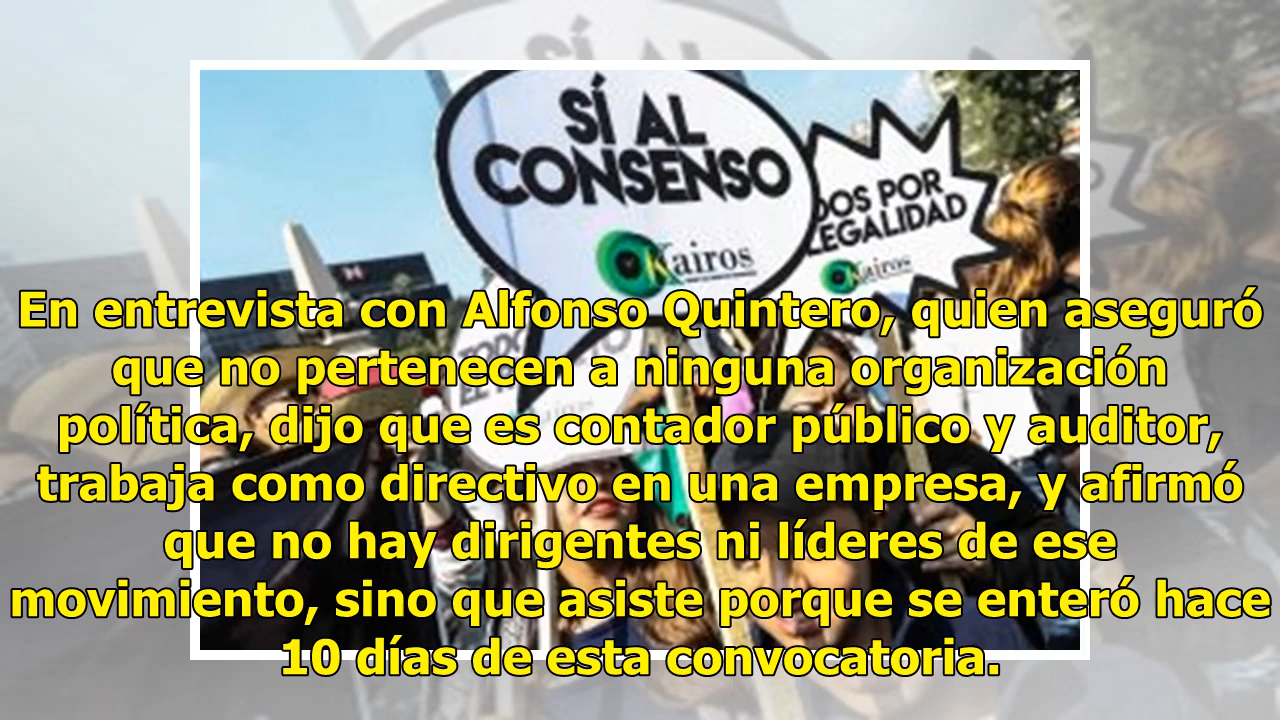 SÍ AL
CONSENSO
Kairos
DOS POR
LEGALIDAD
Kairos
En entrevista con Alfonso Quintero, quien aseguró
que no pertenecen a ninguna organización
política, dijo que es contador público y auditor,
trabaja como directivo en una empresa, y afirmó
que no hay dirigentes ni líderes de ese
movimiento, sino que asiste porque se enteró hace
10 días de esta convocatoria.